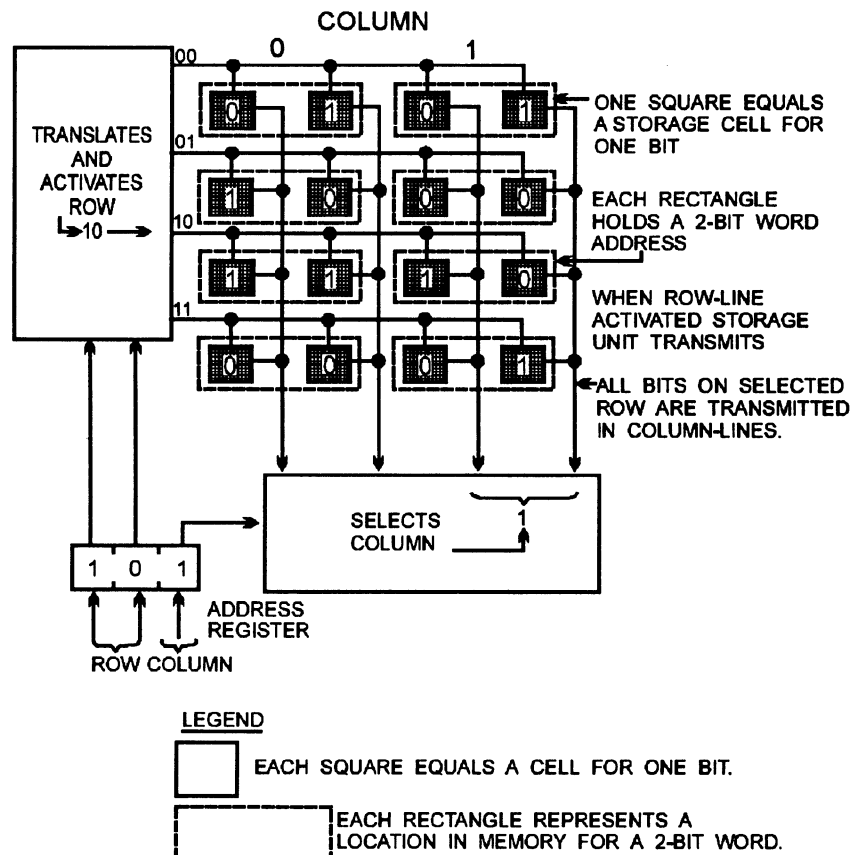 COLUMN
0 1
00
0 1 0 1
ONE SQUARE EQUALS
A STORAGE CELL FOR
ONE BIT
TRANSLATES
AND
ACTIVATES
ROW
10
01
1 0 0 0
EACH RECTANGLE
HOLDS A 2-BIT WORD
ADDRESS
10
1 1 1 0
WHEN ROW-LINE
ACTIVATED STORAGE
UNIT TRANSMITS
11
0 0 0 1
ALL BITS ON SELECTED
ROW ARE TRANSMITTED
IN COLUMN-LINES.
SELECTS
COLUMN
1
1 0 1
ADDRESS
REGISTER
ROW COLUMN
LEGEND
EACH SQUARE EQUALS A CELL FOR ONE BIT.
EACH RECTANGLE REPRESENTS A
LOCATION IN MEMORY FOR A 2-BIT WORD.